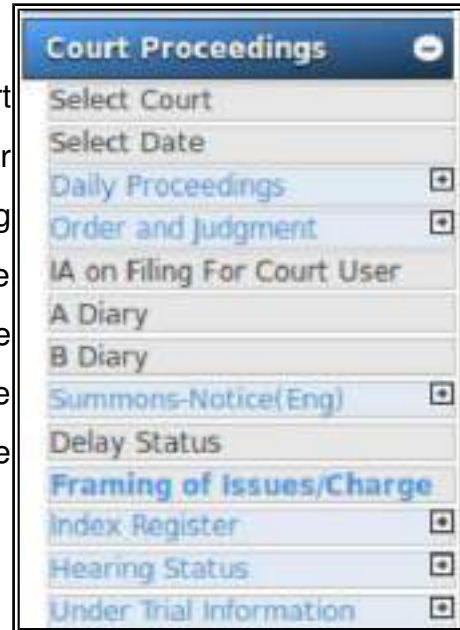 Court Proceedings
Select Court
Select Date
Daily Proceedings
Order and Judgment
IA on Filing For Court User
A Diary
B Diary
Summons-Notice(Eng)
Delay Status
Framing of Issues/Charge
Index Register
Hearing Status
Under Trial Information